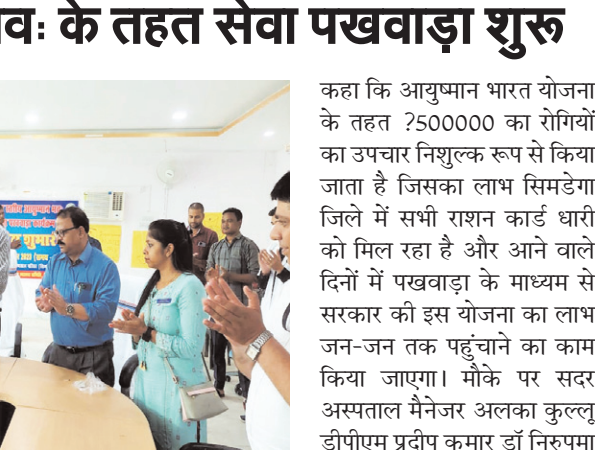 वः के तहत सेवा पखवाड़ा शुरू
कहा कि आयुष्मान भारत योजना
के तहत ?500000 का रोगियों
का उपचार निशुल्क रूप से किया
जाता है जिसका लाभ सिमडेगा
जिले में सभी राशन कार्ड धारी
को मिल रहा है और आने वाले
दिनों में पखवाड़ा के माध्यम से
सरकार की इस योजना का लाभ
जन-जन तक पहुंचाने का काम
किया जाएगा। मौके पर सदर
अस्पताल मैनेजर अलका कुल्लू
डीपीएम प्रदीप कुमार डॉ निरुपमा